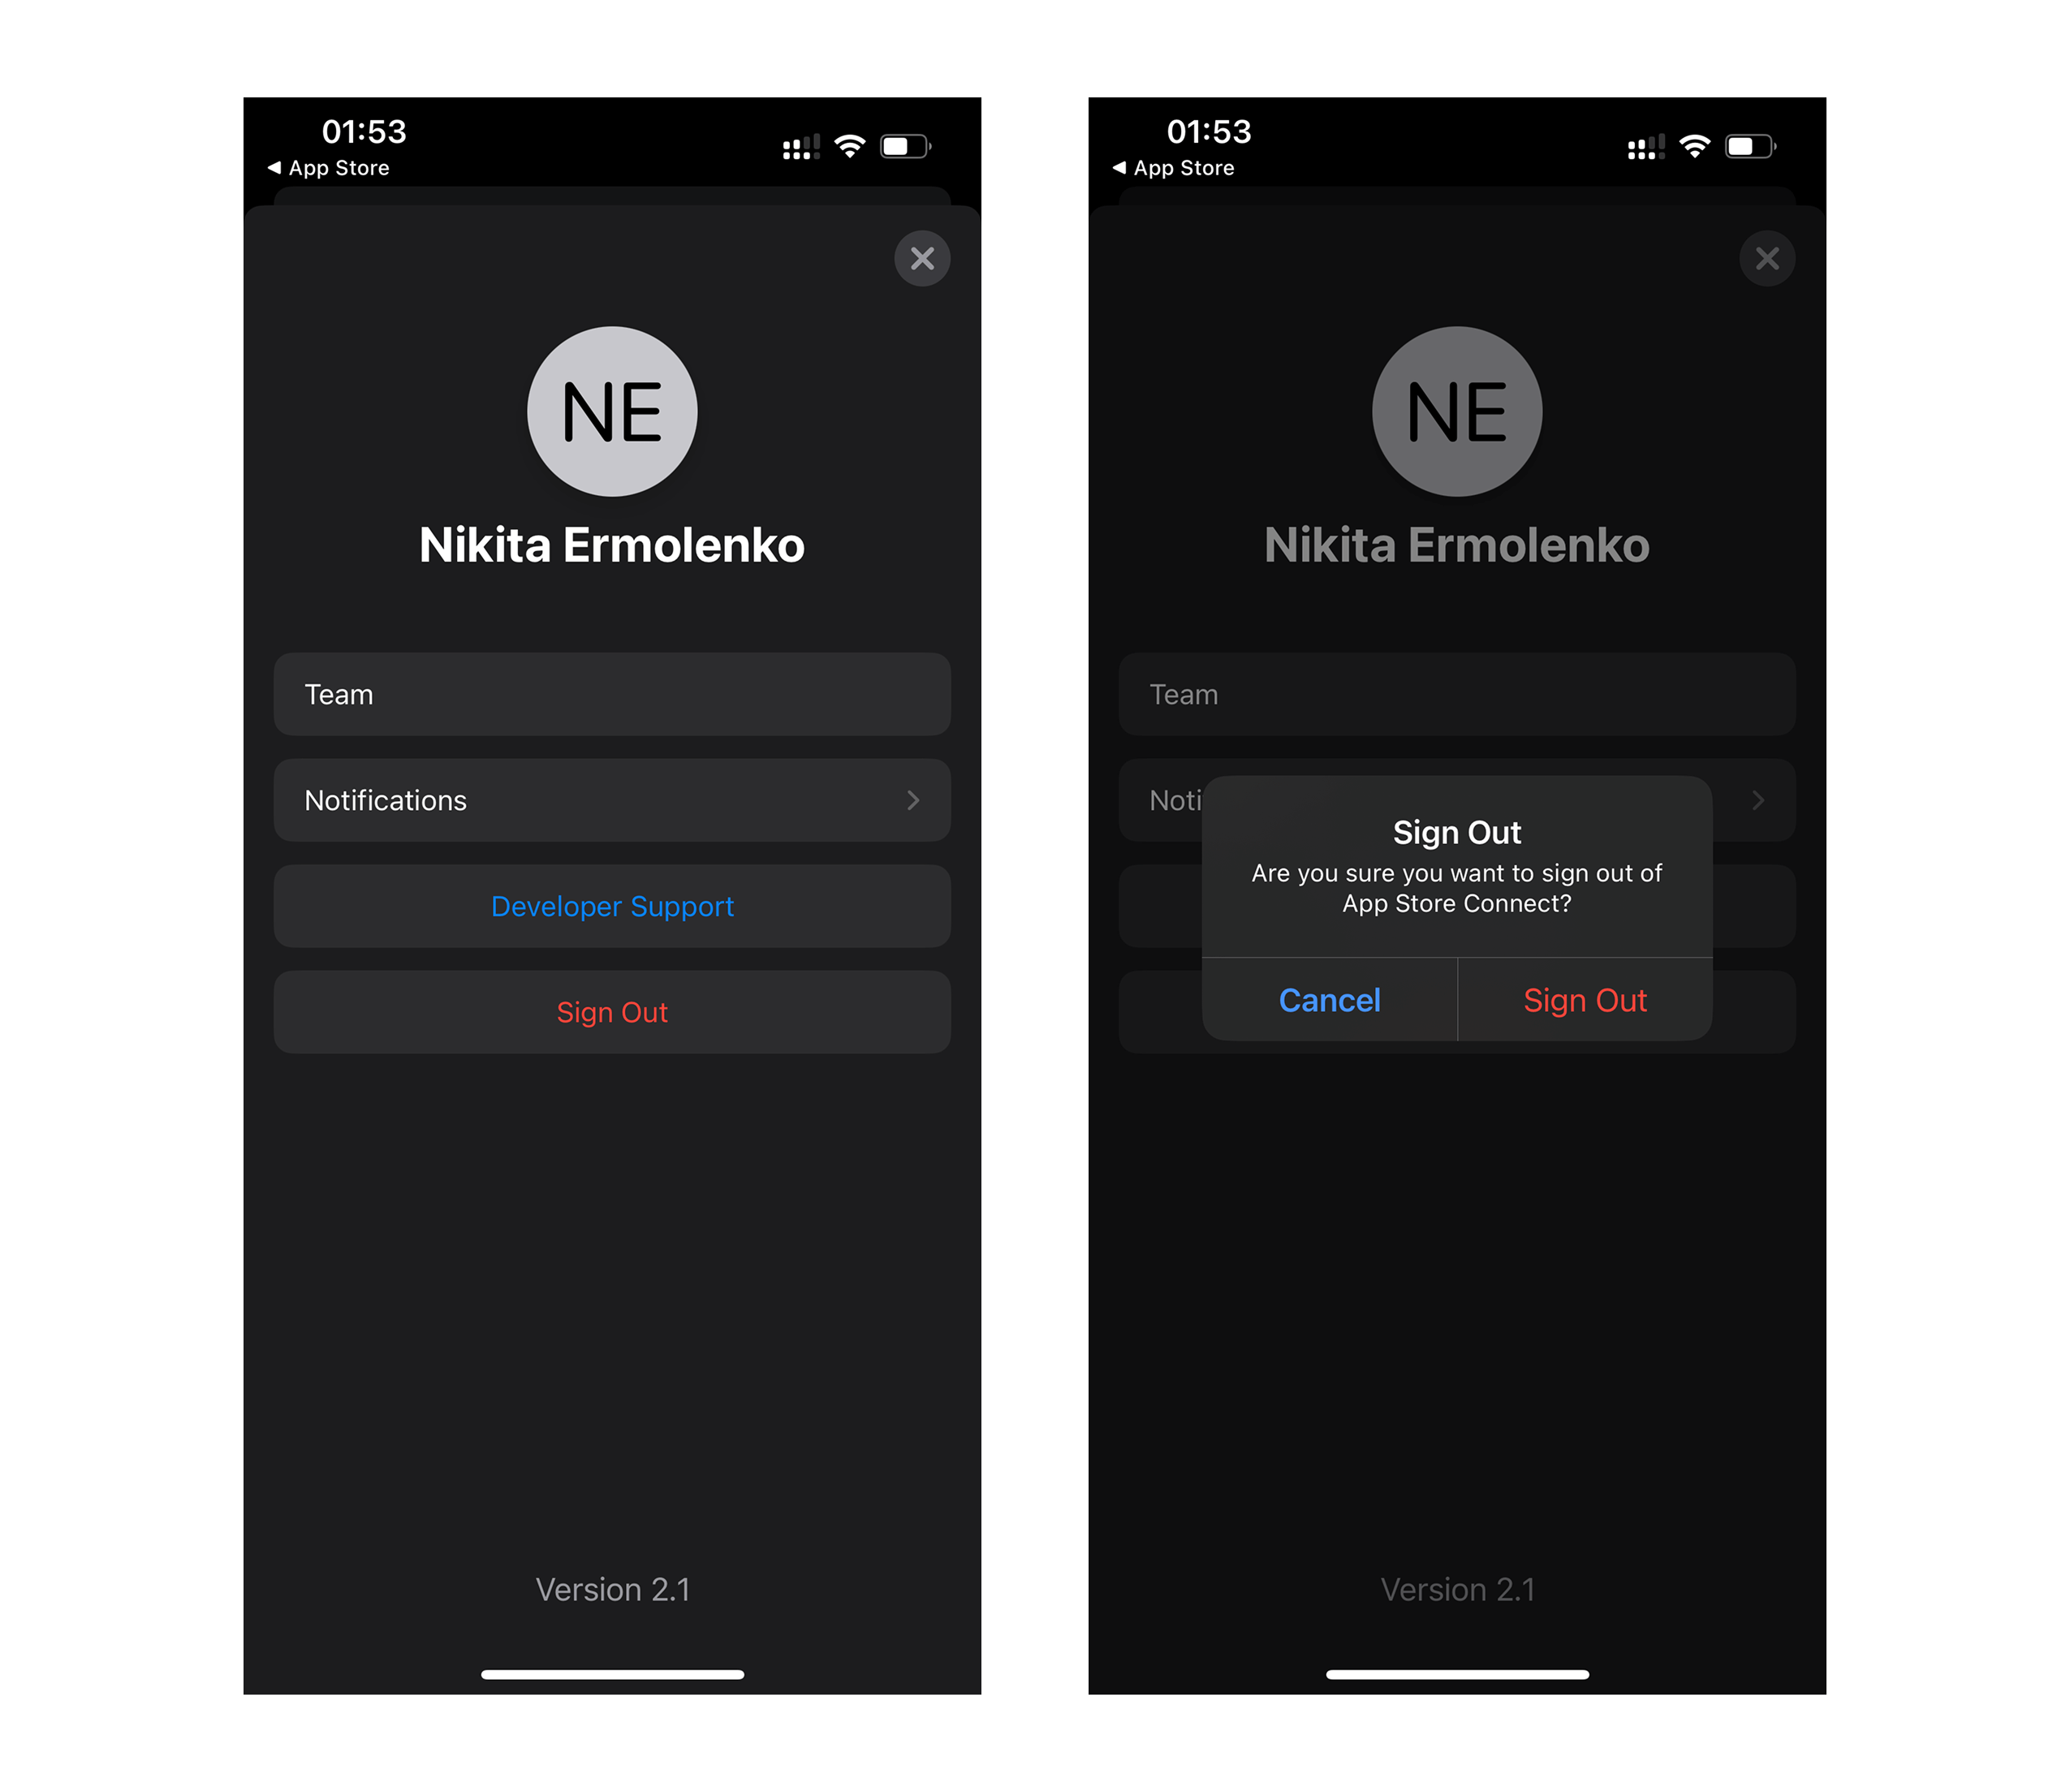 01:53
App Store
NE
Nikita Ermolenko
Team
Notifications
Developer Support
Sign Out
Version 2.1
01:53
App Store
NE
Nikita Ermolenko
Team
Noti
Sign Out
Are you sure you want to sign out of
App Store Connect?
Cancel
Sign Out
Version 2.1